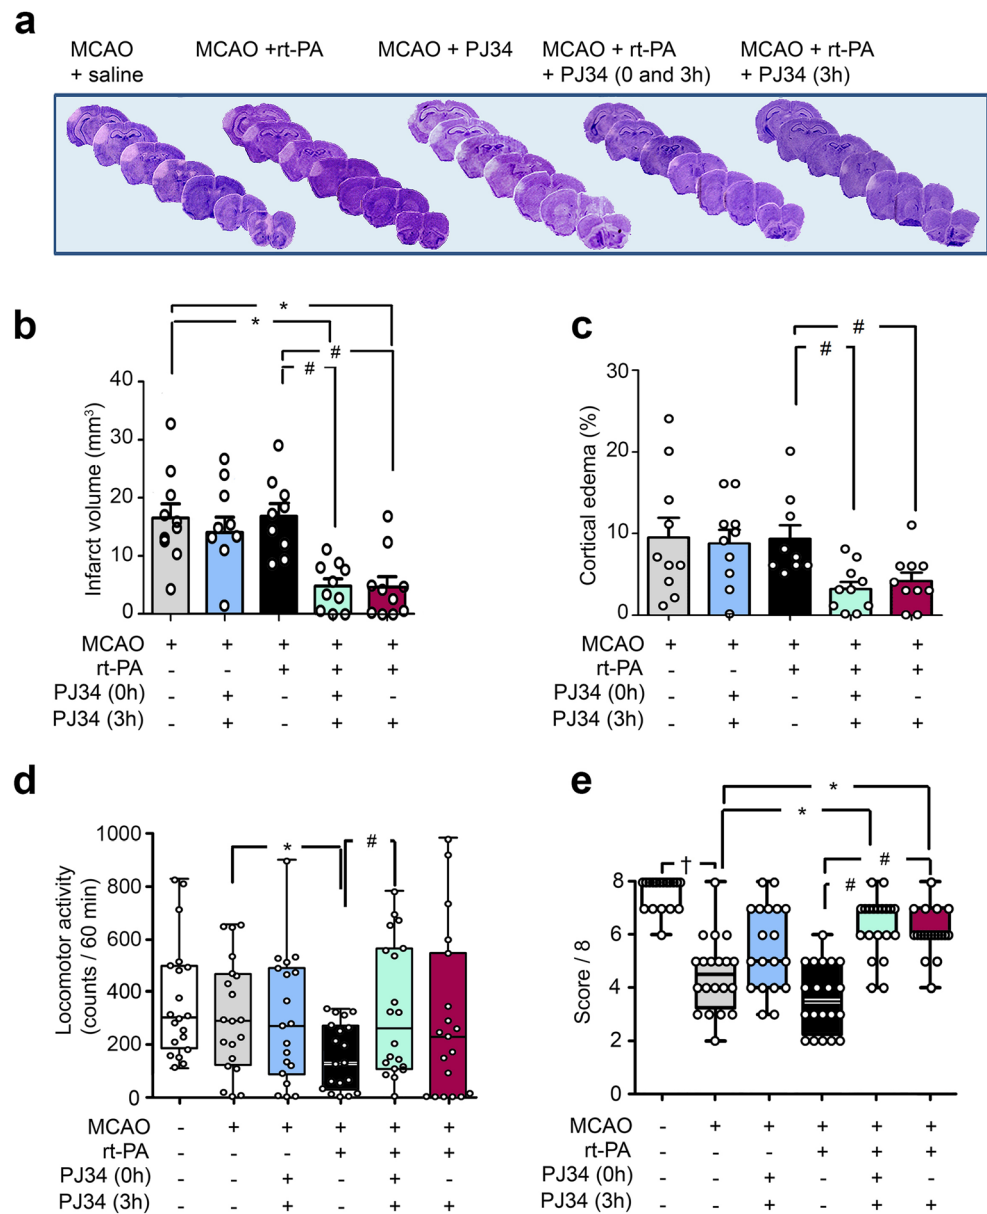 a
MCAO
+ saline
MCAO +rt-PA
MCAO + PJ34
MCAO + rt-PA
+ PJ34 (0 and 3h)
MCAO + rt-PA
+ PJ34 (3h)
b
*
*
#
#
Infarct volume (mm³)
40
30
20
10
0
MCAO + + + + +
rt-PA - - + + +
PJ34 (0h) - + - + -
PJ34 (3h) - + - + +
c
#
#
Cortical edema (%)
30
20
10
0
MCAO + + + + +
rt-PA - - + + +
PJ34 (0h) - + - + -
PJ34 (3h) - + - + +
d
* #
Locomotor activity
(counts / 60 min)
1000
800
600
400
200
0
MCAO - + + + + +
rt-PA - - - + + +
PJ34 (0h) - - + - + -
PJ34 (3h) - - + - + +
e
*
*
† #
#
Score / 8
8
6
4
2
0
MCAO - + + + + +
rt-PA - - - + + +
PJ34 (0h) - - + - + -
PJ34 (3h) - - + - + +